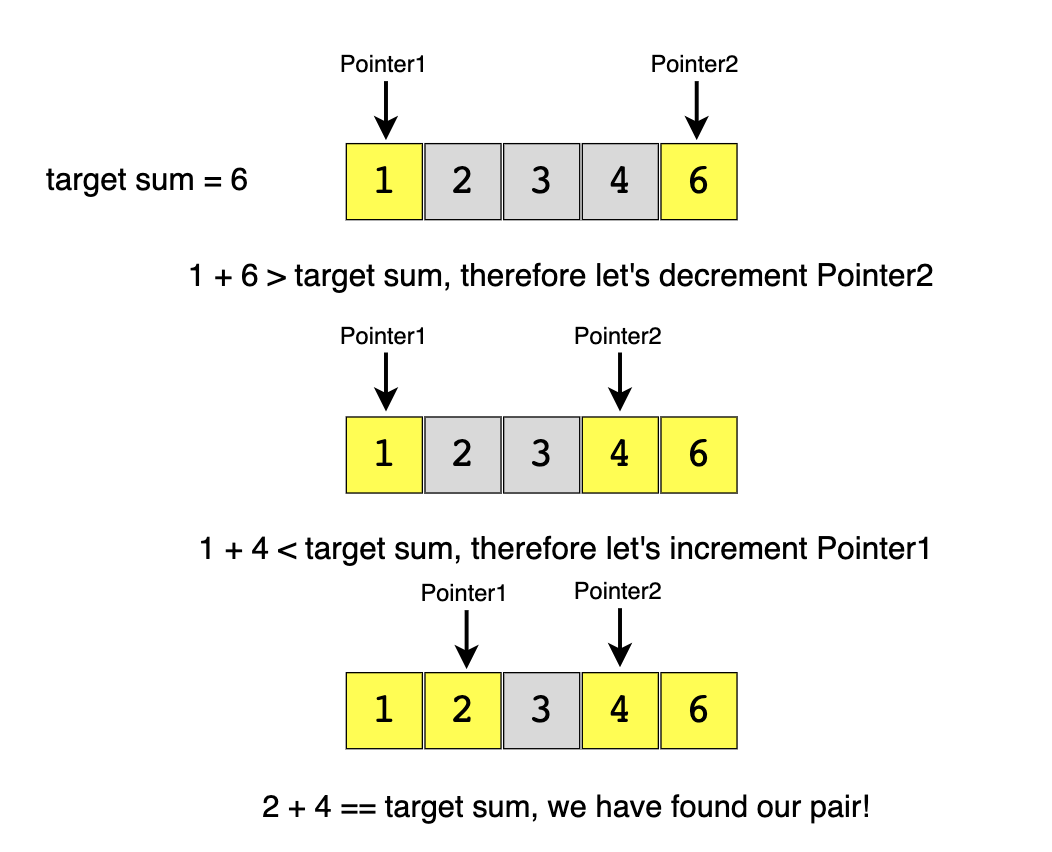 Pointer1 Pointer2
target sum = 6
1 2 3 4 6
1 + 6 > target sum, therefore let's decrement Pointer2
Pointer1 Pointer2
1 2 3 4 6
1 + 4 < target sum, therefore let's increment Pointer1
Pointer1 Pointer2
1 2 3 4 6
2 + 4 == target sum, we have found our pair!